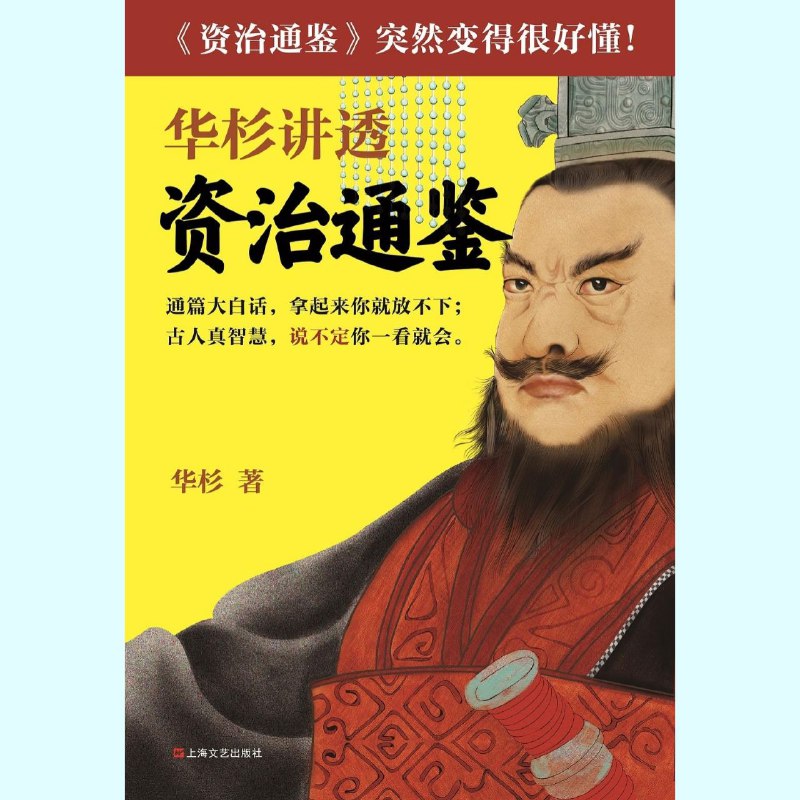 《资治通鉴》突然变得很好懂！
华杉讲透
资治通鉴
通篇大白话，拿起来你就放不下；
古人真智慧，说不定你一看就会。
华杉 著
上海文艺出版社